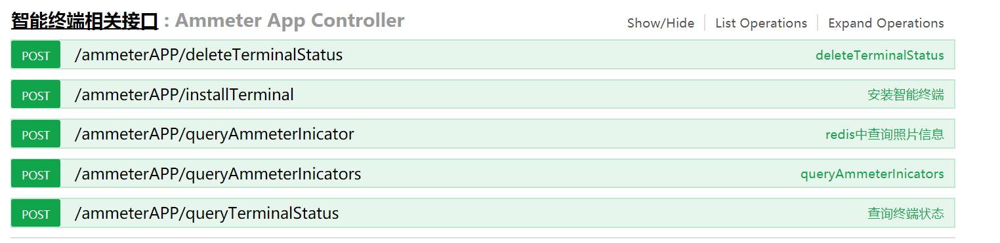 智能终端相关接口 : Ammeter App Controller Show/Hide List Operations Expand Operations
POST /ammeterAPP/deleteTerminalStatus deleteTerminalStatus
POST /ammeterAPP/installTerminal 安装智能终端
POST /ammeterAPP/queryAmmeterInicator redis中查询照片信息
POST /ammeterAPP/queryAmmeterInicators queryAmmeterInicators
POST /ammeterAPP/queryTerminalStatus 查询终端状态